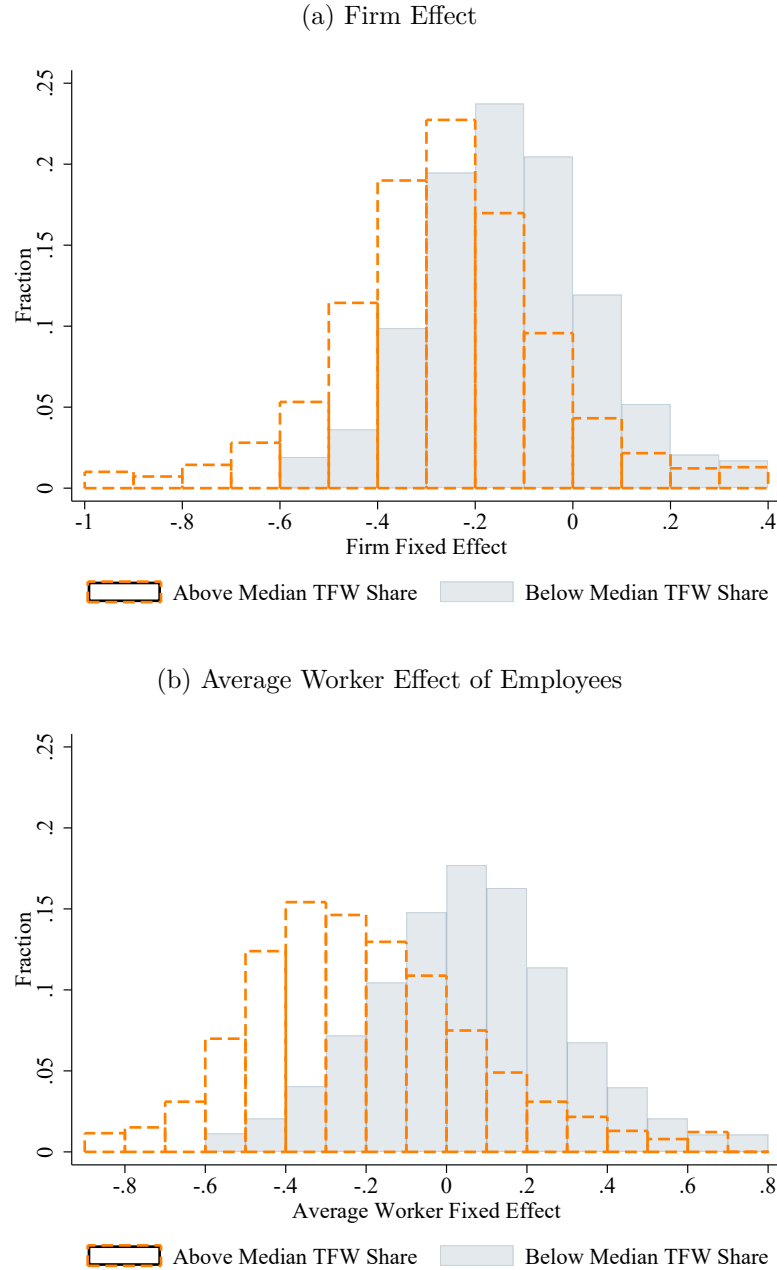 (a) Firm Effect
.25
.2
.15
.1
.05
0
Fraction
-1 -.8 -.6 -.4 -.2 0 .2 .4
Firm Fixed Effect
Above Median TFW Share Below Median TFW Share
(b) Average Worker Effect of Employees
.25
.2
.15
.1
.05
0
Fraction
-.8 -.6 -.4 -.2 0 .2 .4 .6 .8
Average Worker Fixed Effect
Above Median TFW Share Below Median TFW Share